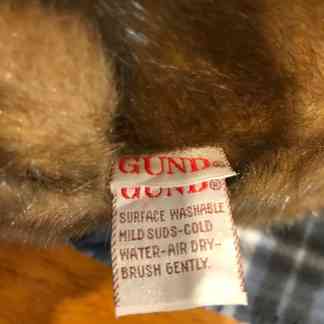 GUND®
GUND®
SURFACE WASHABLE
MILD SUDS-COLD
WATER-AIR DRY-
BRUSH GENTLY.